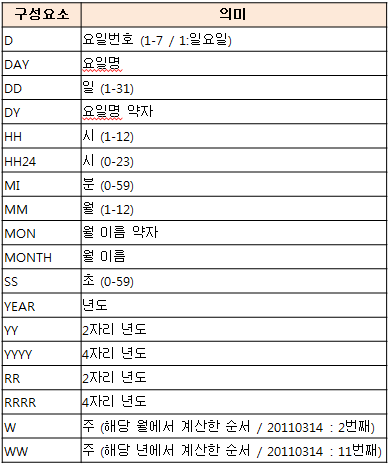 구성요소 의미
D 요일번호 (1-7 / 1:일요일)
DAY 요일명
DD 일 (1-31)
DY 요일명 약자
HH 시 (1-12)
HH24 시 (0-23)
MI 분 (0-59)
MM 월 (1-12)
MON 월 이름 약자
MONTH 월 이름
SS 초 (0-59)
YEAR 년도
YY 2자리 년도
YYYY 4자리 년도
RR 2자리 년도
RRRR 4자리 년도
W 주 (해당 월에서 계산한 순서 / 20110314 : 2번째)
WW 주 (해당 년에서 계산한 순서 / 20110314 : 11번째)